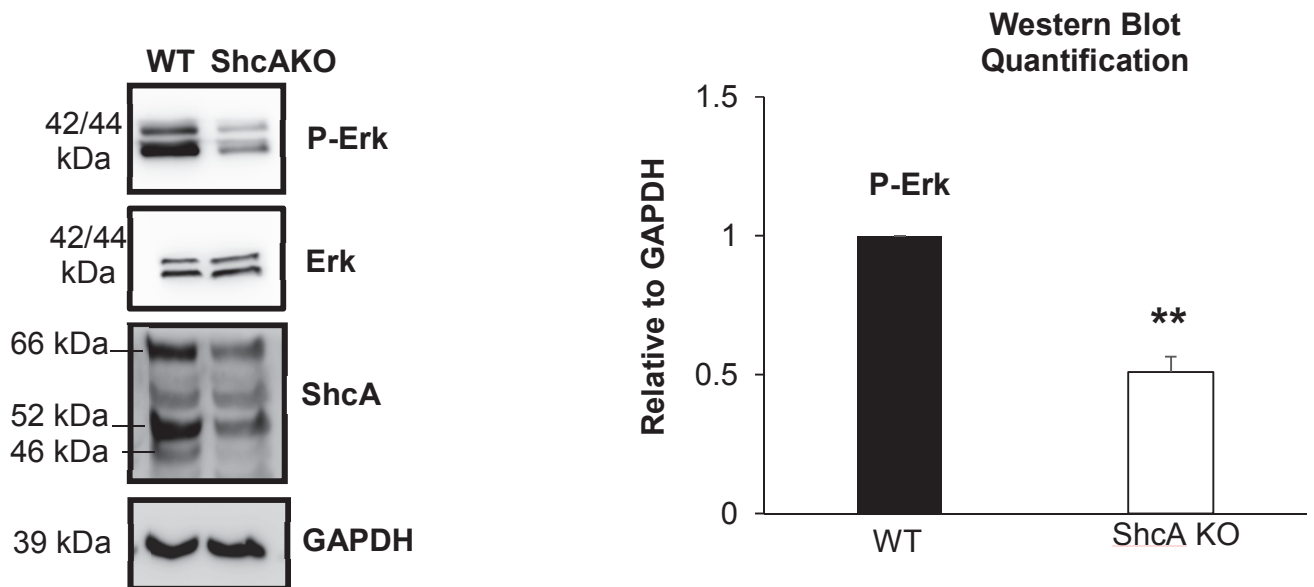 WT ShcAKO
42/44
kDa
P-Erk
42/44
kDa
Erk
66 kDa
52 kDa
46 kDa
ShcA
39 kDa
GAPDH
Western Blot
Quantification
Relative to GAPDH
1.5
1
0.5
0
P-Erk
**
WT
ShcA KO